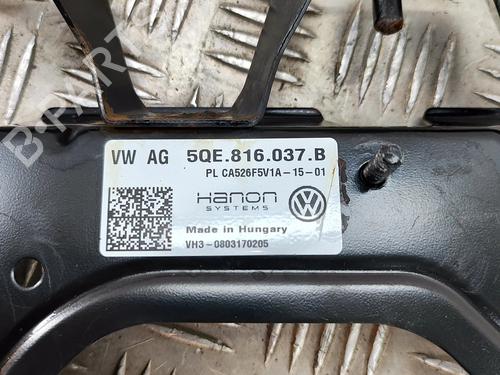 B-PARTS
VW AG 5QE.816.037.B
PL CA526F5V1A-15-01
Hanon
SYSTEMS
Made in Hungary
VH3-0803170205